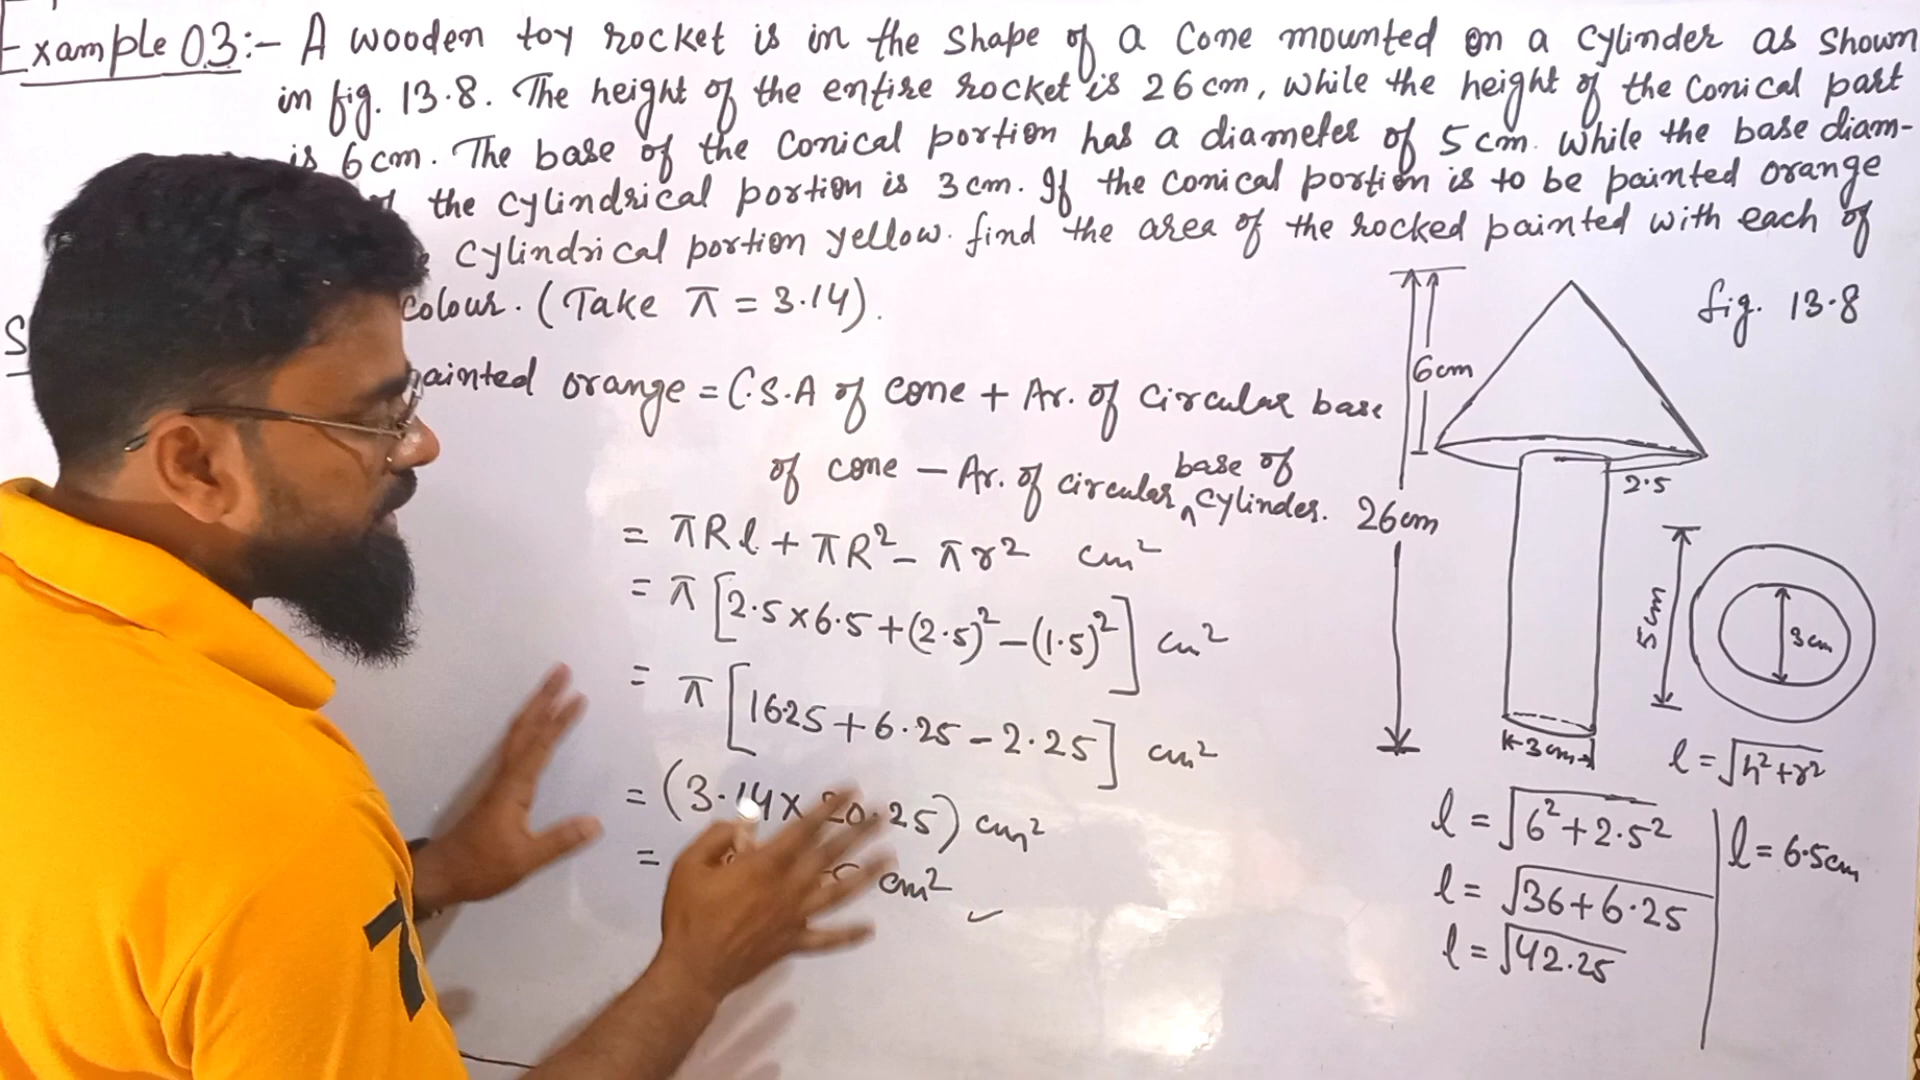 Example 03:- A wooden toy rocket is in the shape of a cone mounted on a cylinder as shown
in fig. 13.8. The height of the entire rocket is 26 cm, while the height of the conical part
is 6 cm. The base of the conical portion has a diameter of 5 cm. while the base diam-
the cylindrical portion is 3 cm. If the conical portion is to be painted orange
cylindrical portion yellow. find the area of the rocked painted with each of
colour. (Take π = 3.14).
fig. 13.8
S
ainted orange = C.S.A of cone + Ar. of circular base
of cone − Ar. of circular base of cylinder.
= πRl + πR² − πr² cm²
= π [2.5×6.5+(2.5)²−(1.5)²] cm²
= π [16.25+6.25−2.25] cm²
= (3.14×20.25) cm²
= cm² ✓
6cm
26cm
2.5
5cm
3cm
3cm
l = √h²+r²
l = √6²+2.5²
l = √36+6.25
l = √42.25
l = 6.5cm